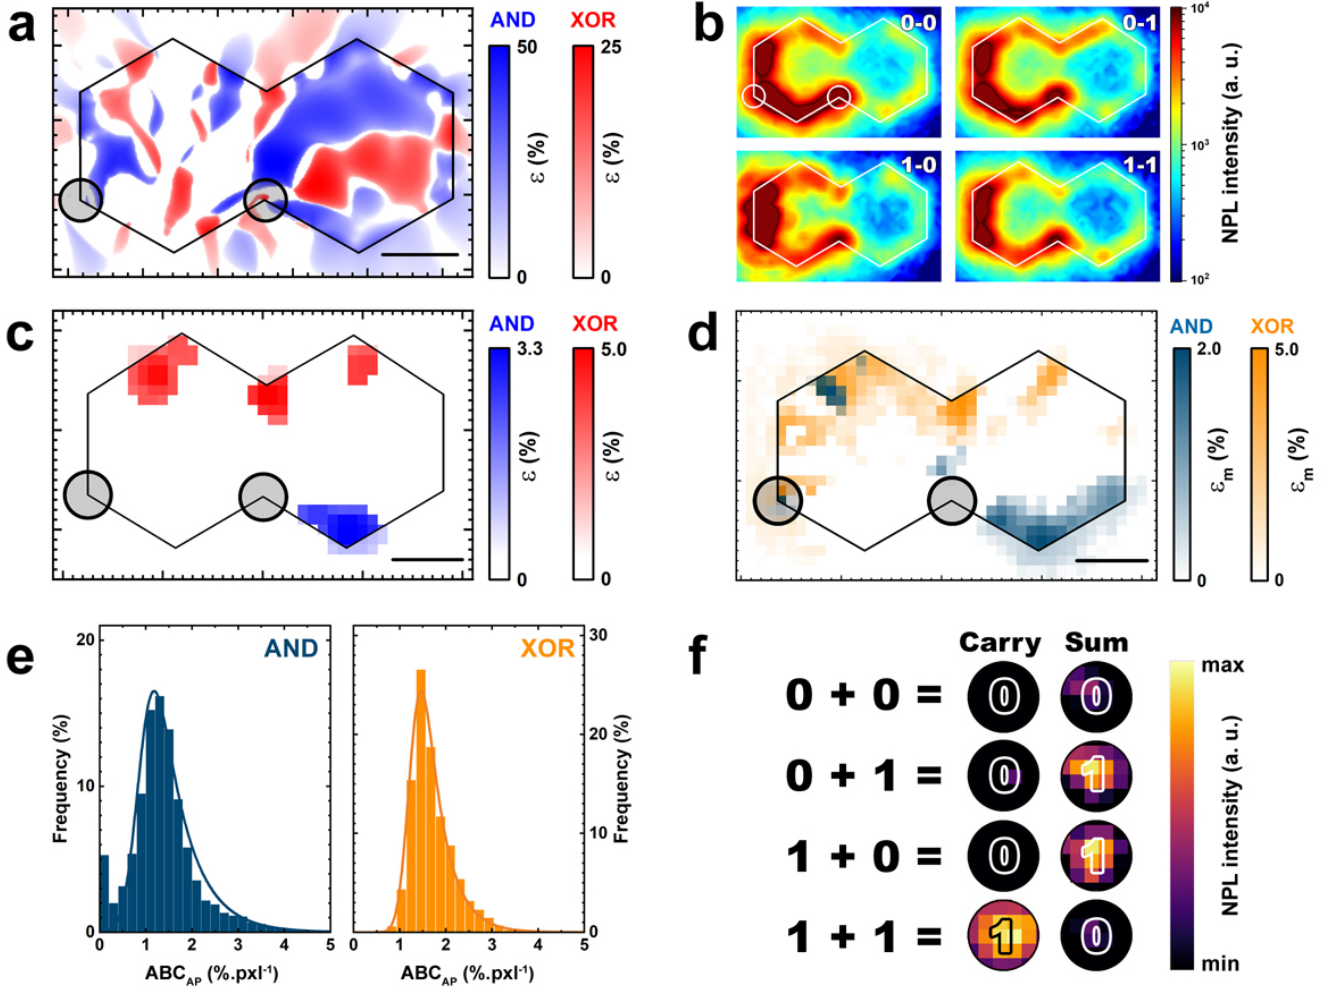 a
AND
XOR
50
25
ε (%)
ε (%)
0
0
b
0-0
0-1
1-0
1-1
10⁴
10³
10²
NPL intensity (a. u.)
c
AND
XOR
3.3
5.0
ε (%)
ε (%)
0
0
d
AND
XOR
2.0
5.0
εₘ (%)
εₘ (%)
0
0
e
AND
20
10
0
Frequency (%)
0 1 2 3 4 5
ABC_AP (%.pxl⁻¹)
XOR
30
20
10
0
Frequency (%)
0 1 2 3 4 5
ABC_AP (%.pxl⁻¹)
f
Carry Sum
0 + 0 = 0 0
0 + 1 = 0 1
1 + 0 = 0 1
1 + 1 = 1 0
max
NPL intensity (a. u.)
min